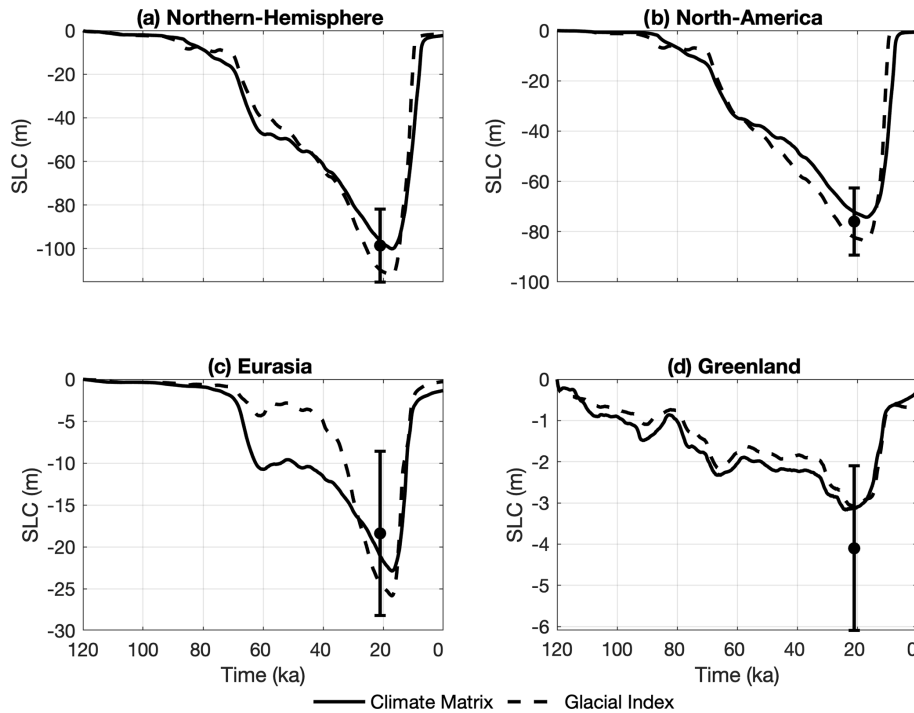 (a) Northern-Hemisphere
0
-20
-40
-60
-80
-100
SLC (m)
(b) North-America
0
-20
-40
-60
-80
-100
SLC (m)
(c) Eurasia
0
-5
-10
-15
-20
-25
-30
SLC (m)
120 100 80 60 40 20 0
Time (ka)
(d) Greenland
0
-1
-2
-3
-4
-5
-6
SLC (m)
120 100 80 60 40 20 0
Time (ka)
Climate Matrix Glacial Index